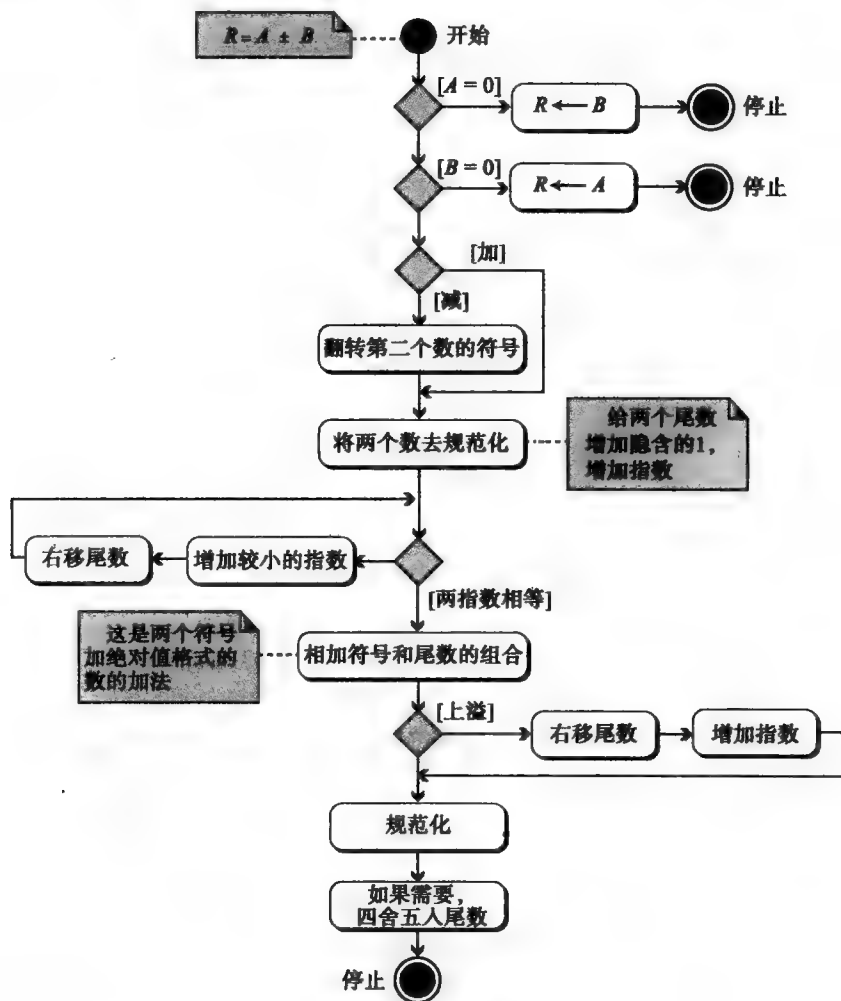 R = A ± B
开始
[A = 0]
R ← B
停止
[B = 0]
R ← A
停止
[加]
[减]
翻转第二个数的符号
将两个数去规范化
给两个尾数
增加隐含的1,
增加指数
右移尾数
增加较小的指数
[两指数相等]
这是两个符号
加绝对值格式的
数的加法
相加符号和尾数的组合
[上溢]
右移尾数
增加指数
规范化
如果需要，
四舍五入尾数
停止